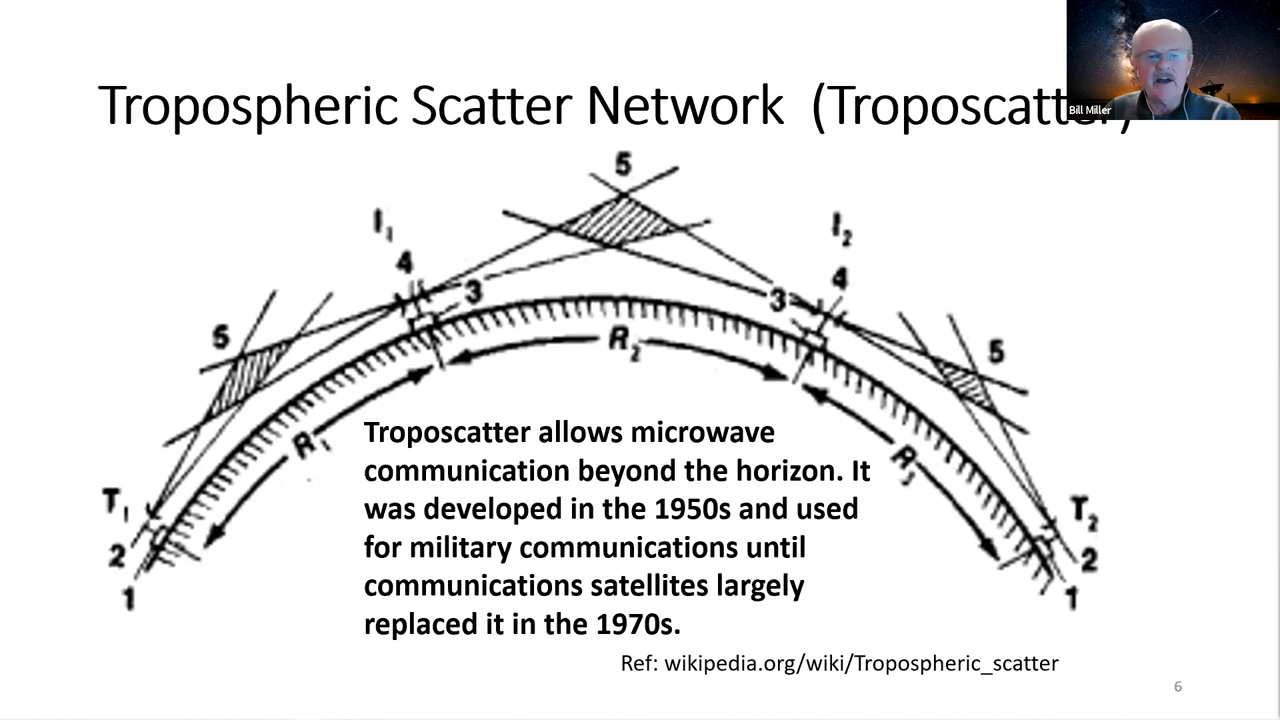 Tropospheric Scatter Network (Troposcatter)
Bill Miller
5
I₁
I₂
4
4
3
3
5
5
R₂
R₁
R₃
T₁
T₂
2
2
1
1
Troposcatter allows microwave
communication beyond the horizon. It
was developed in the 1950s and used
for military communications until
communications satellites largely
replaced it in the 1970s.
Ref: wikipedia.org/wiki/Tropospheric_scatter
6